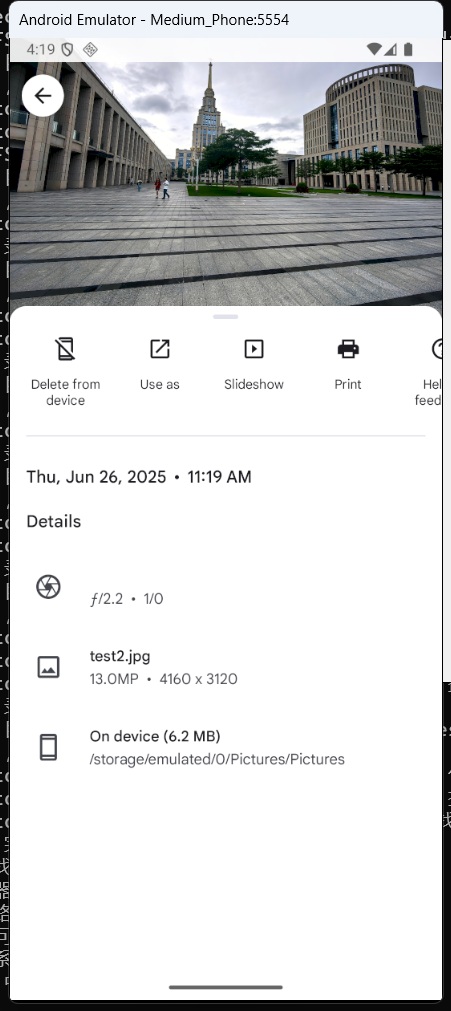 Android Emulator - Medium_Phone:5554
4:19
Delete from device
Use as
Slideshow
Print
Thu, Jun 26, 2025 • 11:19 AM
Details
ƒ/2.2 • 1/0
test2.jpg
13.0MP • 4160 x 3120
On device (6.2 MB)
/storage/emulated/0/Pictures/Pictures